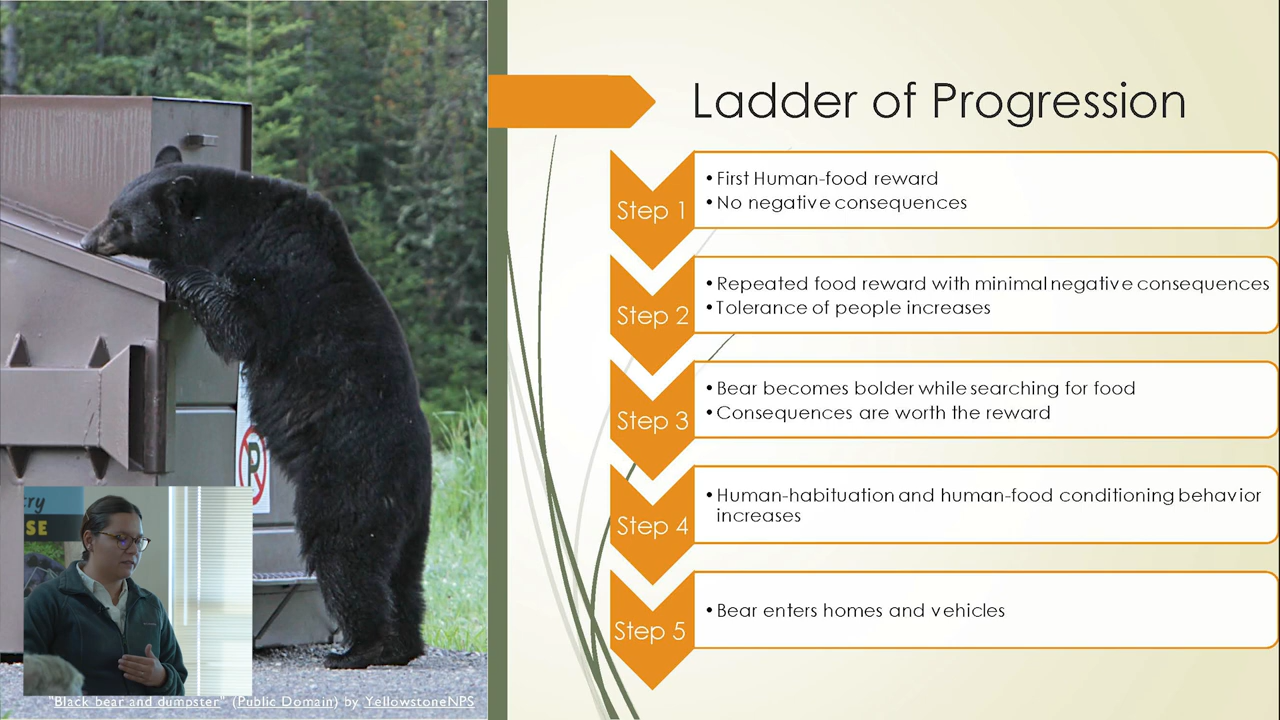 Ladder of Progression
Step 1
• First Human-food reward
• No negative consequences
Step 2
• Repeated food reward with minimal negative consequences
• Tolerance of people increases
Step 3
• Bear becomes bolder while searching for food
• Consequences are worth the reward
Step 4
• Human-habituation and human-food conditioning behavior
increases
Step 5
• Bear enters homes and vehicles
P
SE
"Black bear and dumpster" (Public Domain) by YellowstoneNPS